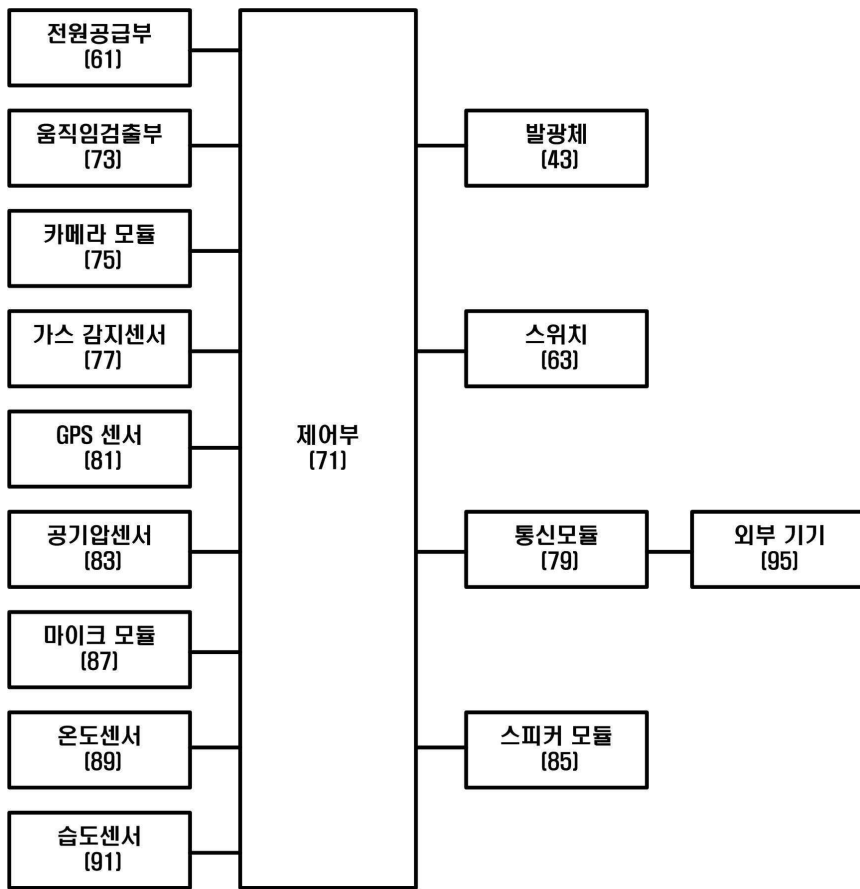 전원공급부
(61)
움직임검출부
(73)
카메라 모듈
(75)
가스 감지센서
(77)
GPS 센서
(81)
공기압센서
(83)
마이크 모듈
(87)
온도센서
(89)
습도센서
(91)
제어부
(71)
발광체
(43)
스위치
(63)
통신모듈
(79)
외부 기기
(95)
스피커 모듈
(85)